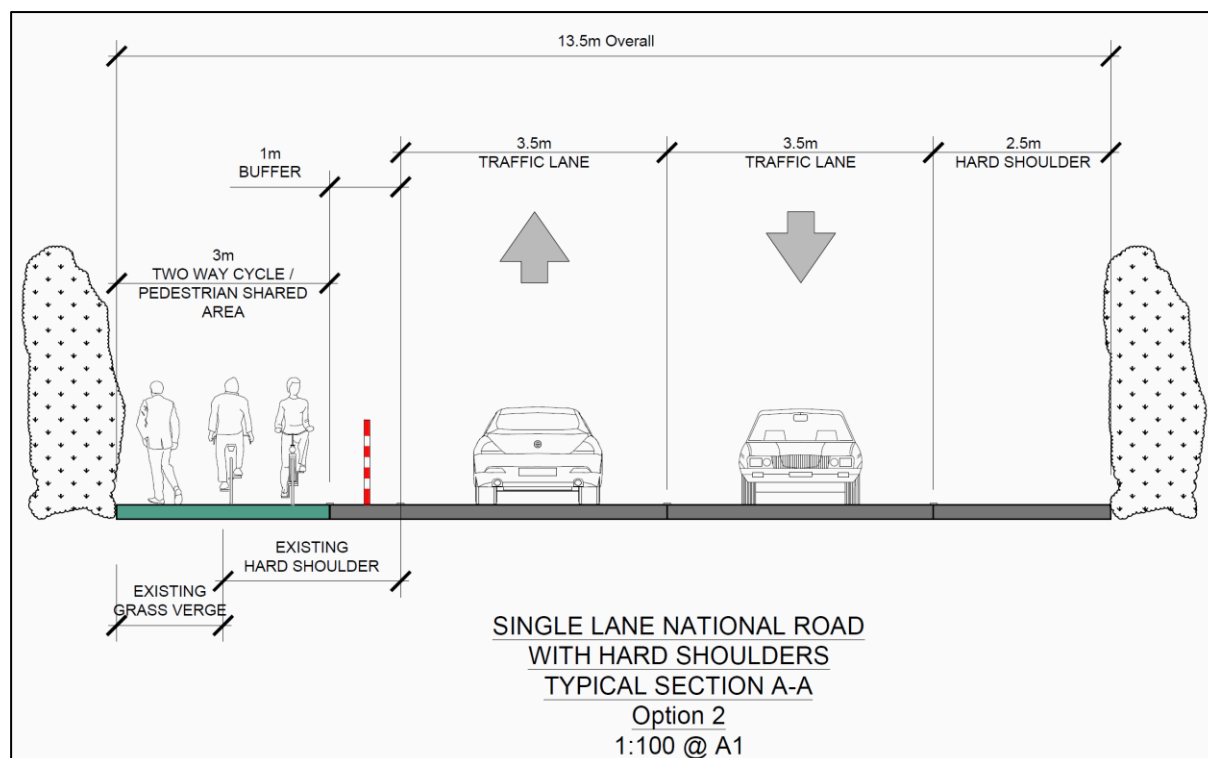 13.5m Overall
3.5m
TRAFFIC LANE
3.5m
TRAFFIC LANE
2.5m
HARD SHOULDER
1m
BUFFER
3m
TWO WAY CYCLE /
PEDESTRIAN SHARED
AREA
EXISTING
HARD SHOULDER
EXISTING
GRASS VERGE
SINGLE LANE NATIONAL ROAD
WITH HARD SHOULDERS
TYPICAL SECTION A-A
Option 2
1:100 @ A1